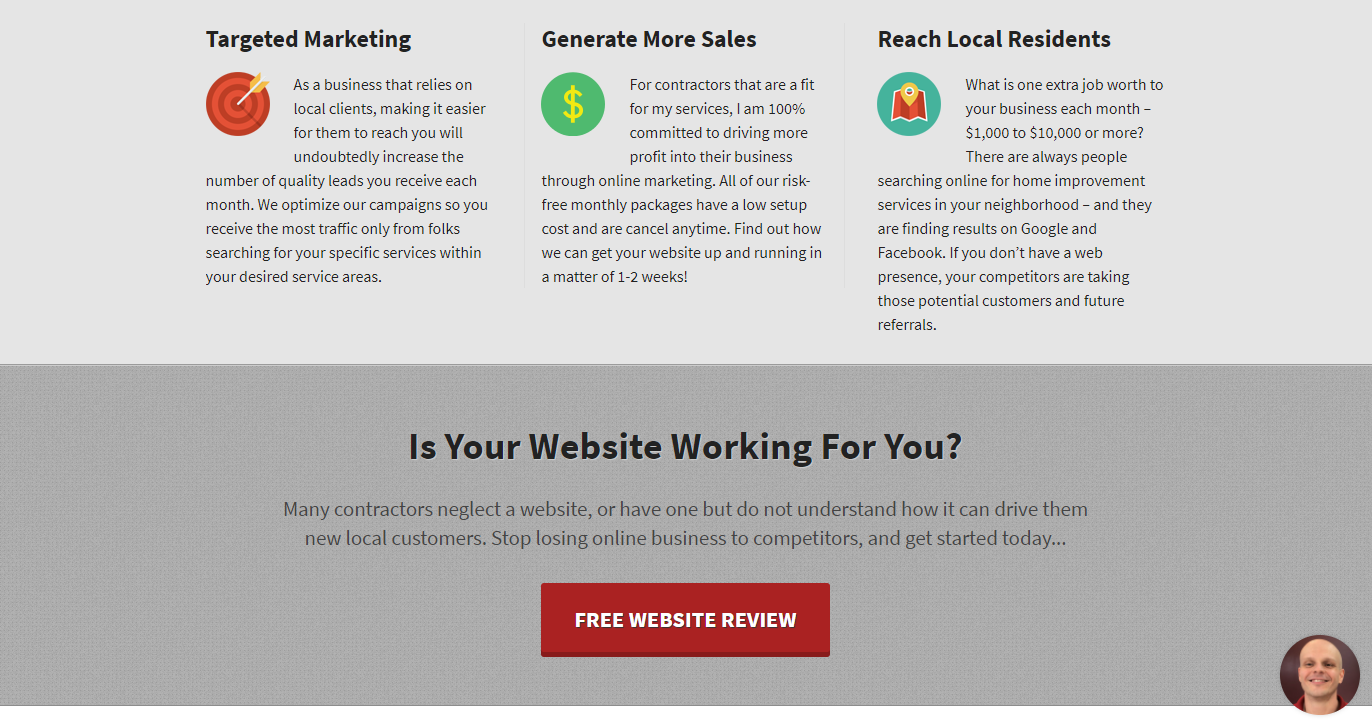 Targeted Marketing
As a business that relies on
local clients, making it easier
for them to reach you will
undoubtedly increase the
number of quality leads you receive each
month. We optimize our campaigns so you
receive the most traffic only from folks
searching for your specific services within
your desired service areas.
Generate More Sales
For contractors that are a fit
for my services, I am 100%
committed to driving more
profit into their business
through online marketing. All of our risk-
free monthly packages have a low setup
cost and are cancel anytime. Find out how
we can get your website up and running in
a matter of 1-2 weeks!
Reach Local Residents
What is one extra job worth to
your business each month –
$1,000 to $10,000 or more?
There are always people
searching online for home improvement
services in your neighborhood – and they
are finding results on Google and
Facebook. If you don’t have a web
presence, your competitors are taking
those potential customers and future
referrals.
Is Your Website Working For You?
Many contractors neglect a website, or have one but do not understand how it can drive them
new local customers. Stop losing online business to competitors, and get started today...
FREE WEBSITE REVIEW